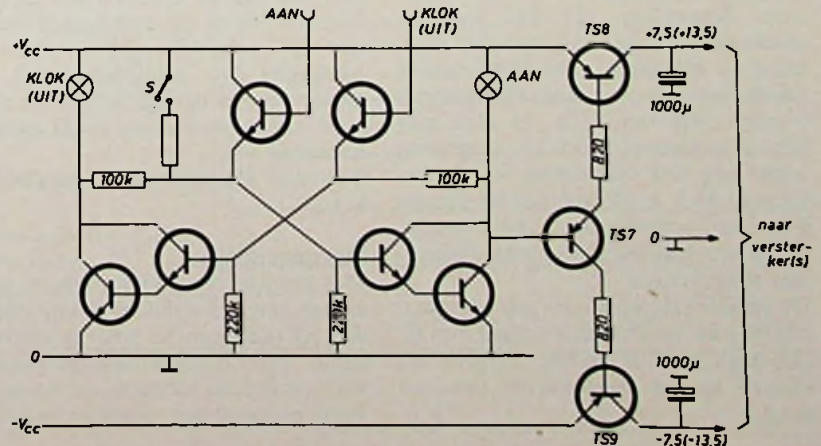 AAN
KLOK
(UIT)
TS8
+7,5(+13,5)
+Vcc
KLOK
(UIT)
S
AAN
1000µ
820
100k
100k
TS7
0
naar
verster-
ker(s)
220k
220k
820
0
1000µ
-Vcc
TS9
-7,5(-13,5)